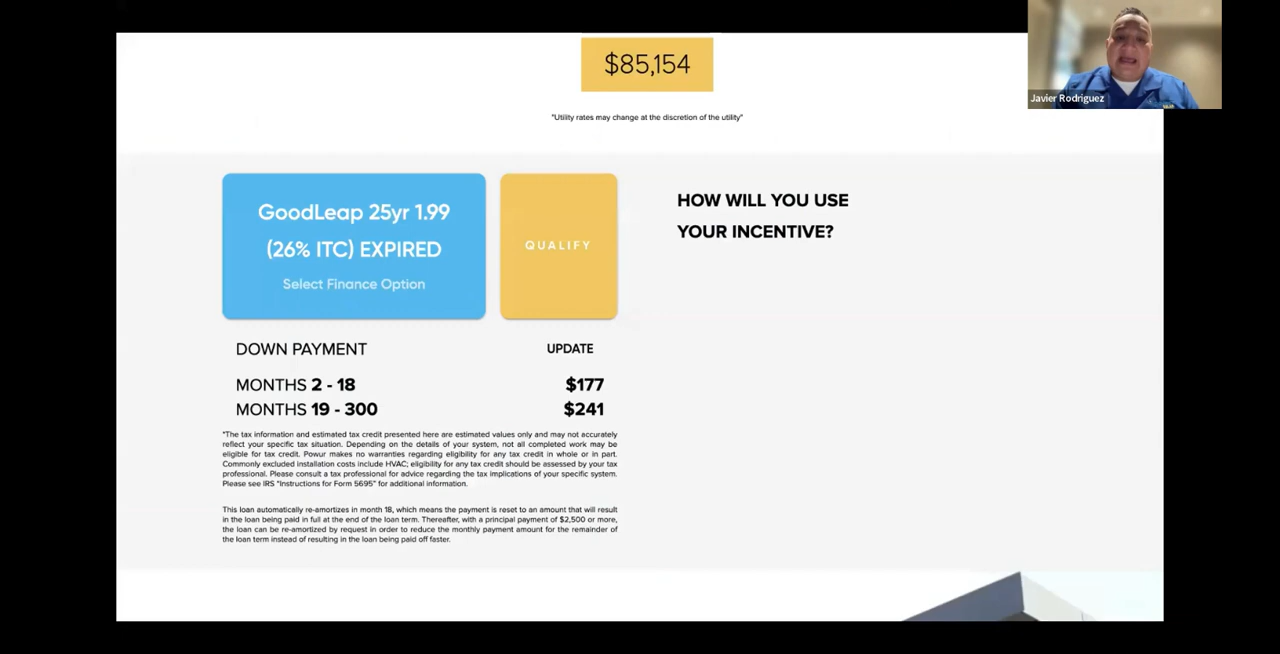 $85,154
Javier Rodriguez
"Utility rates may change at the discretion of the utility"
GoodLeap 25yr 1.99
(26% ITC) EXPIRED
Select Finance Option
QUALIFY
HOW WILL YOU USE
YOUR INCENTIVE?
DOWN PAYMENT UPDATE
MONTHS 2 - 18 $177
MONTHS 19 - 300 $241
"The tax information and estimated tax credit presented here are estimated values only and may not accurately
reflect your specific tax situation. Depending on the details of your system, not all completed work may be
eligible for tax credit. Powur makes no warranties regarding eligibility for any tax credit in whole or in part.
Commonly excluded installation costs include HVAC; eligibility for any tax credit should be assessed by your tax
professional. Please consult a tax professional for advice regarding the tax implications of your specific system.
Please see IRS "Instructions for Form 5695" for additional information.
This loan automatically re-amortizes in month 18, which means the payment is reset to an amount that will result
in the loan being paid in full at the end of the loan term. Thereafter, with a principal payment of $2,500 or more,
the loan can be re-amortized by request in order to reduce the monthly payment amount for the remainder of
the loan term instead of resulting in the loan being paid off faster.